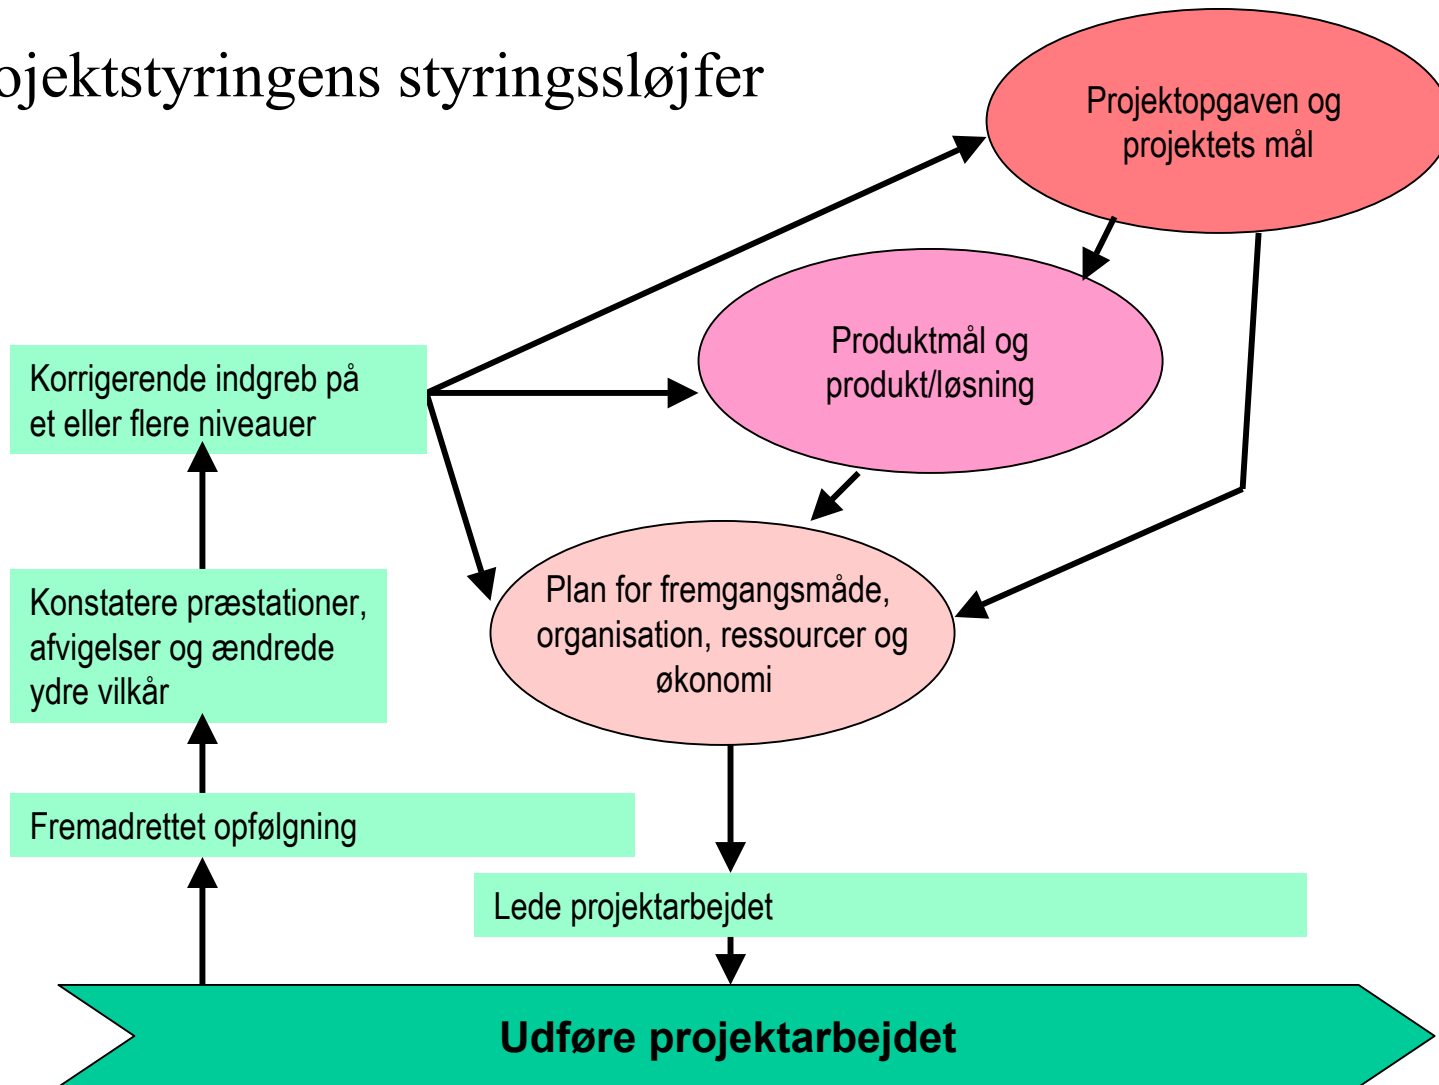 ojektstyringens styringssløjfer
Projektopgaven og
projektets mål
Produktmål og
produkt/løsning
Korrigerende indgreb på
et eller flere niveauer
Plan for fremgangsmåde,
organisation, ressourcer og
økonomi
Konstatere præstationer,
afvigelser og ændrede
ydre vilkår
Fremadrettet opfølgning
Lede projektarbejdet
Udføre projektarbejdet